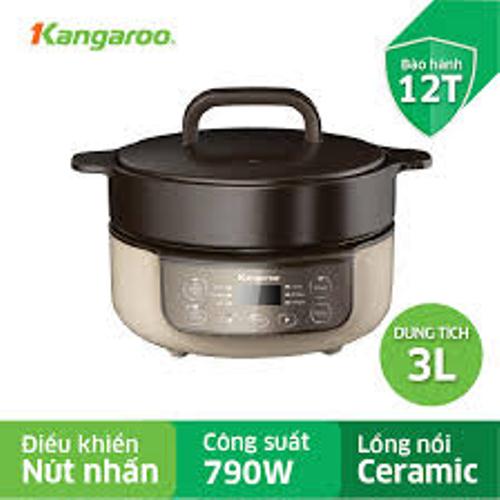 Kangaroo
Bảo hành
12T
Kangaroo
DUNG TÍCH
3L
Điều khiển
Nút nhấn
Công suất
790W
Lồng nồi
Ceramic